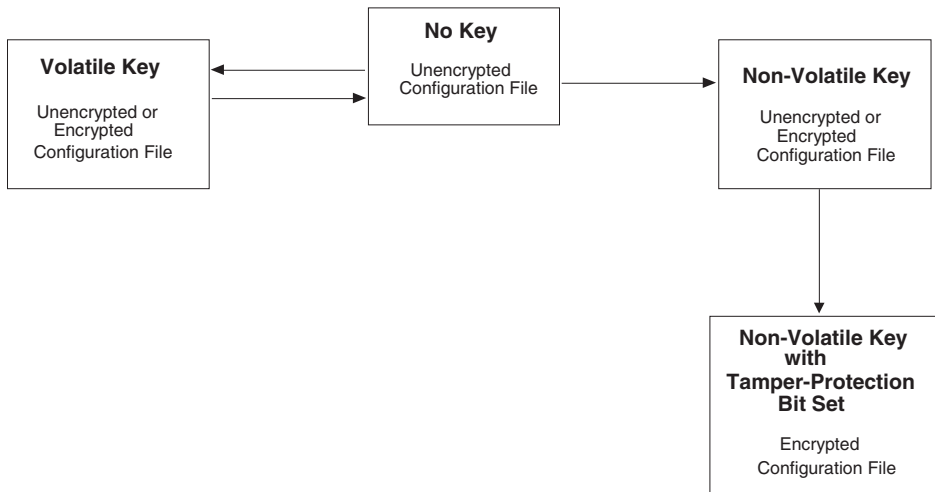 No Key
Unencrypted
Configuration File
Volatile Key
Unencrypted or
Encrypted
Configuration File
Non-Volatile Key
Unencrypted or
Encrypted
Configuration File
Non-Volatile Key
with
Tamper-Protection
Bit Set
Encrypted
Configuration File